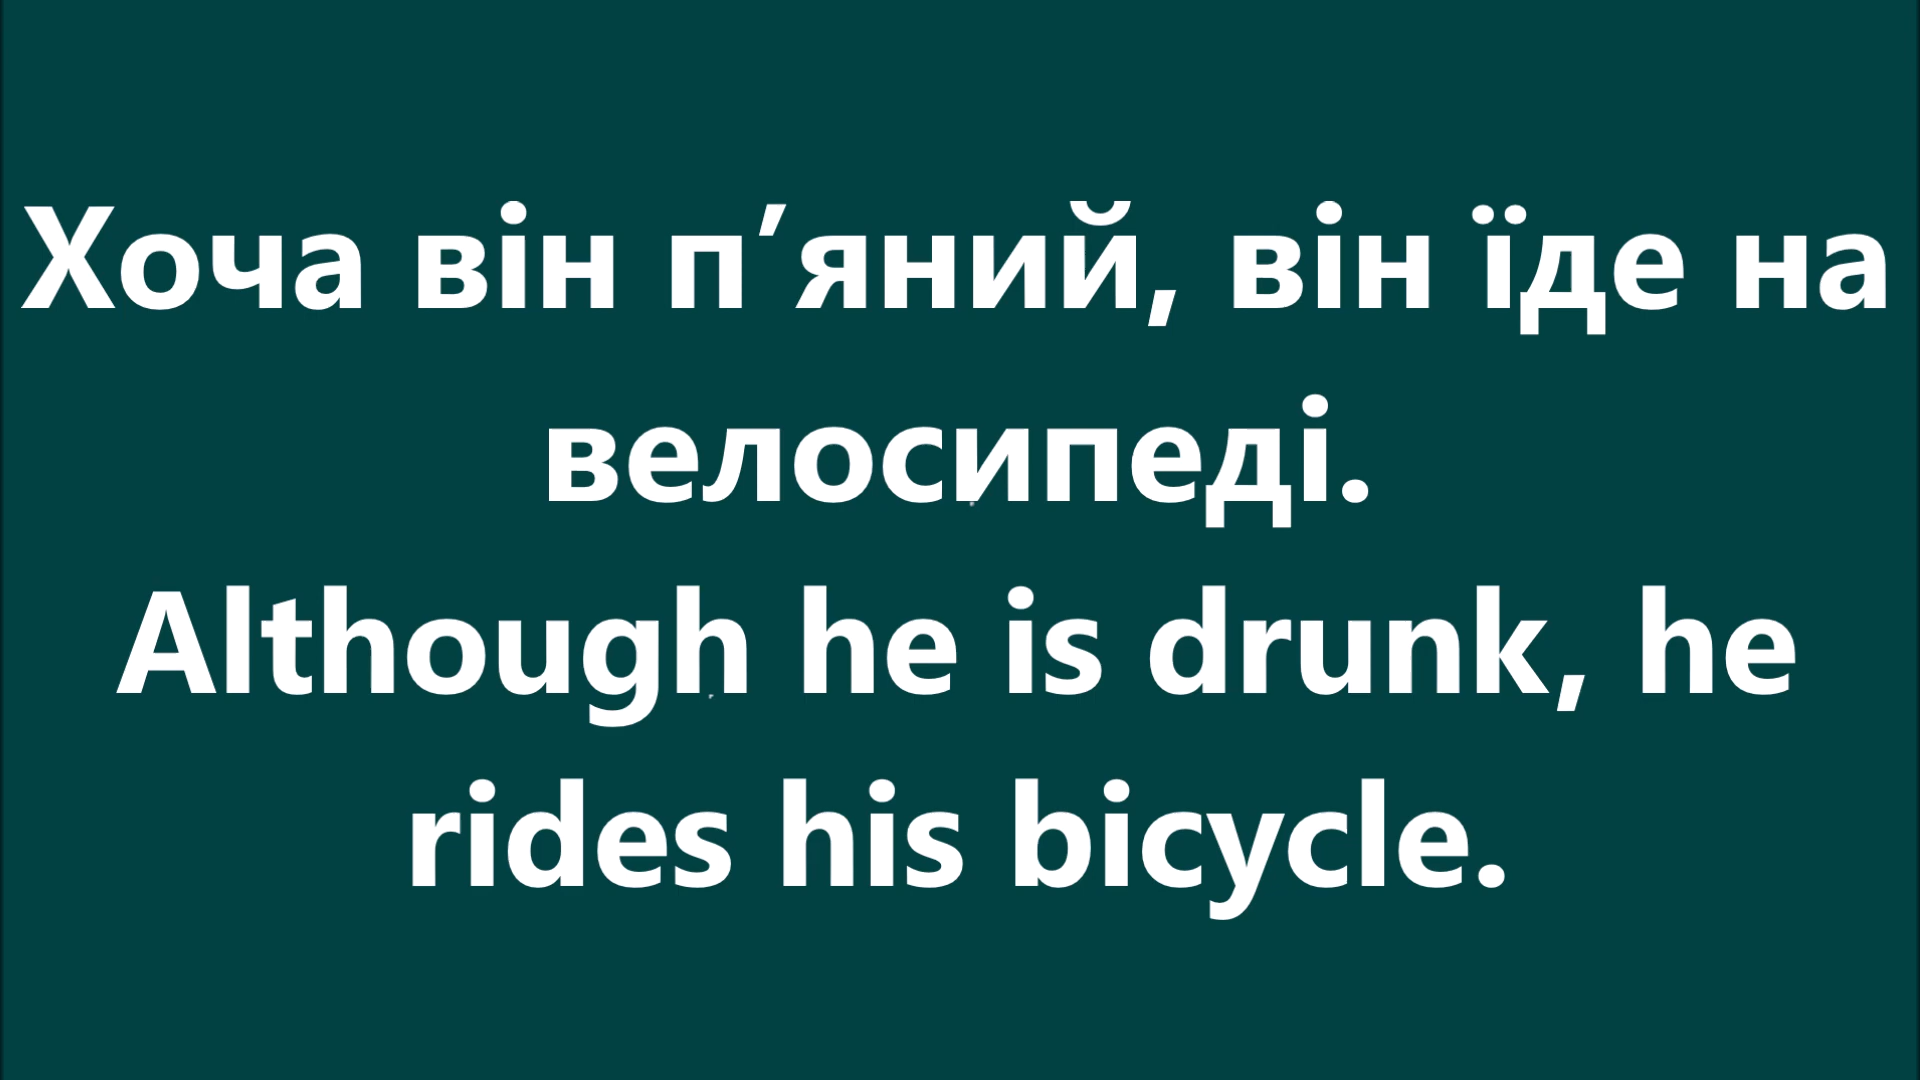 Хоча він п’яний, він їде на
велосипеді.
Although he is drunk, he
rides his bicycle.